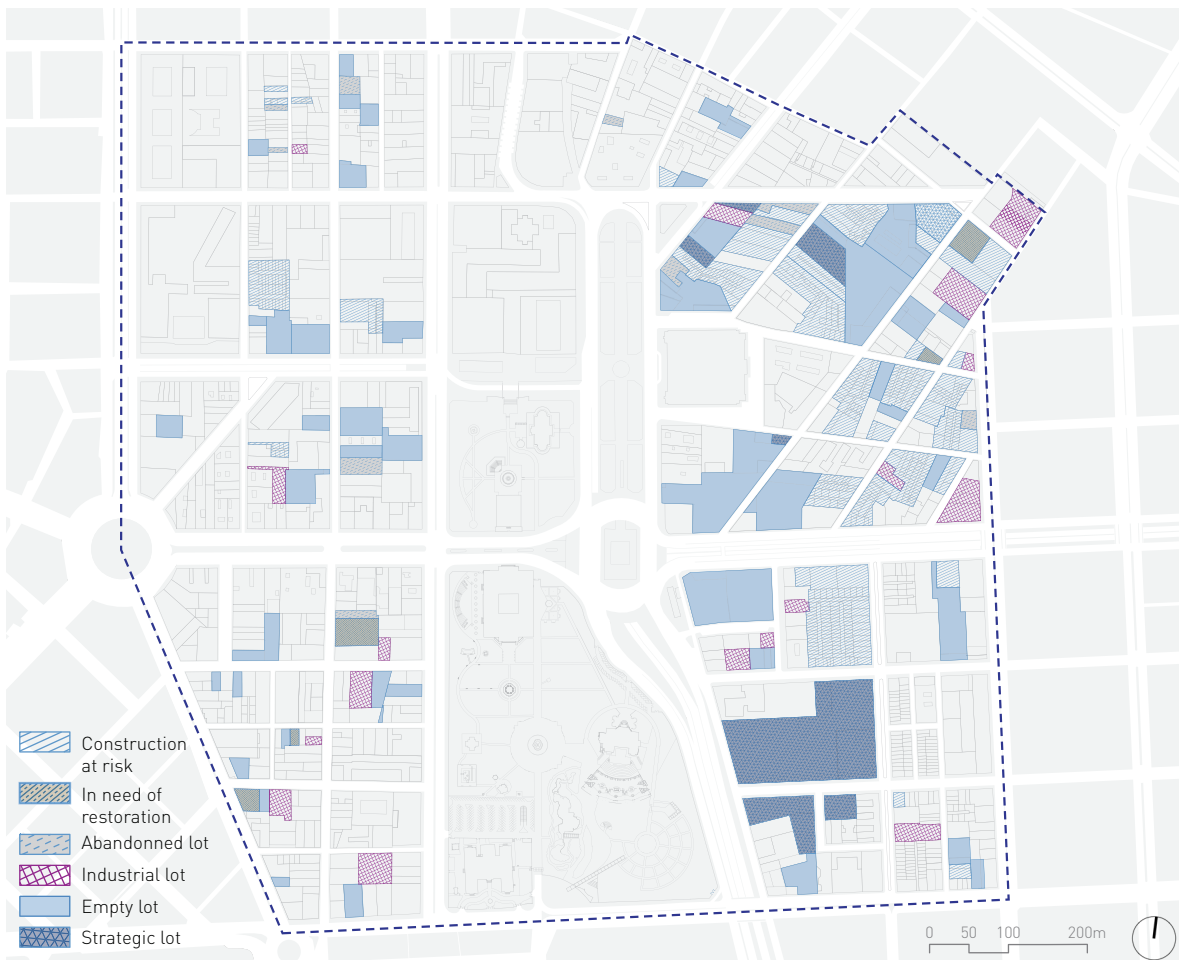 Construction
at risk
In need of
restoration
Abandonned lot
Industrial lot
Empty lot
Strategic lot
0 50 100 200m